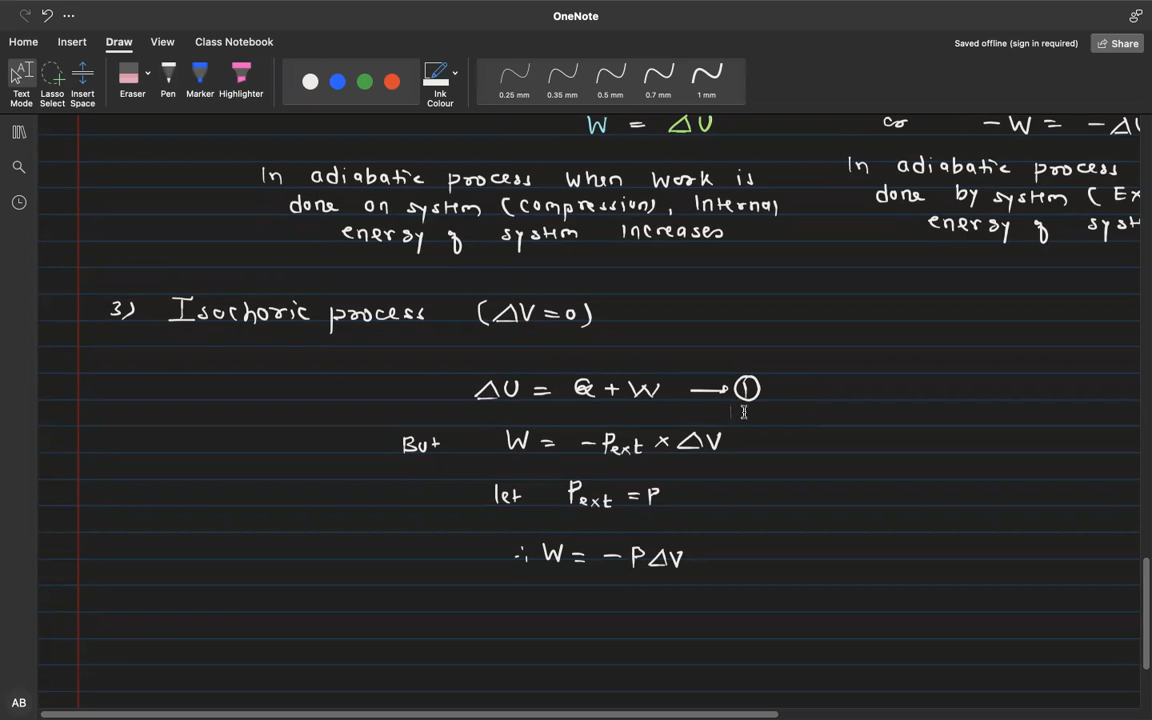 OneNote
Home Insert Draw View Class Notebook
Saved offline (sign in required) Share
Text Mode
Lasso Select
Insert Space
Eraser
Pen
Marker
Highlighter
Ink Colour
0.25 mm 0.35 mm 0.5 mm 0.7 mm 1 mm
W = ΔU
or -W = -ΔU
In adiabatic process when work is
done on system (compression), Internal
energy of system increases
In adiabatic process
done by system (Ex
energy of syst
3) Isochoric process (ΔV=0)
ΔU = Q + W → ①
But W = -Pext × ΔV
let Pext = P
∴ W = - PΔV
AB